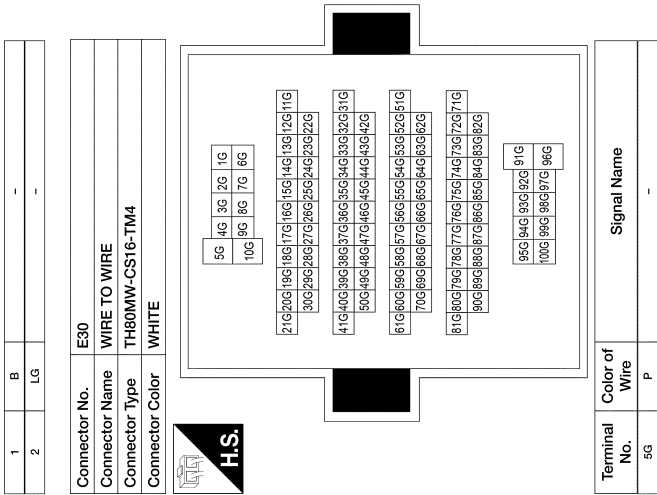 1 B –
2 LG –
Connector No. E30
Connector Name WIRE TO WIRE
Connector Type TH80MW-CS16-TM4
Connector Color WHITE
H.S.
5G 4G 3G 2G 1G
10G 9G 8G 7G 6G
21G 20G 19G 18G 17G 16G 15G 14G 13G 12G 11G
30G 29G 28G 27G 26G 25G 24G 23G 22G
41G 40G 39G 38G 37G 36G 35G 34G 33G 32G 31G
50G 49G 48G 47G 46G 45G 44G 43G 42G
61G 60G 59G 58G 57G 56G 55G 54G 53G 52G 51G
70G 69G 68G 67G 66G 65G 64G 63G 62G
81G 80G 79G 78G 77G 76G 75G 74G 73G 72G 71G
90G 89G 88G 87G 86G 85G 84G 83G 82G
95G 94G 93G 92G 91G
100G 99G 98G 97G 96G
Terminal No. Color of Wire Signal Name
5G P –